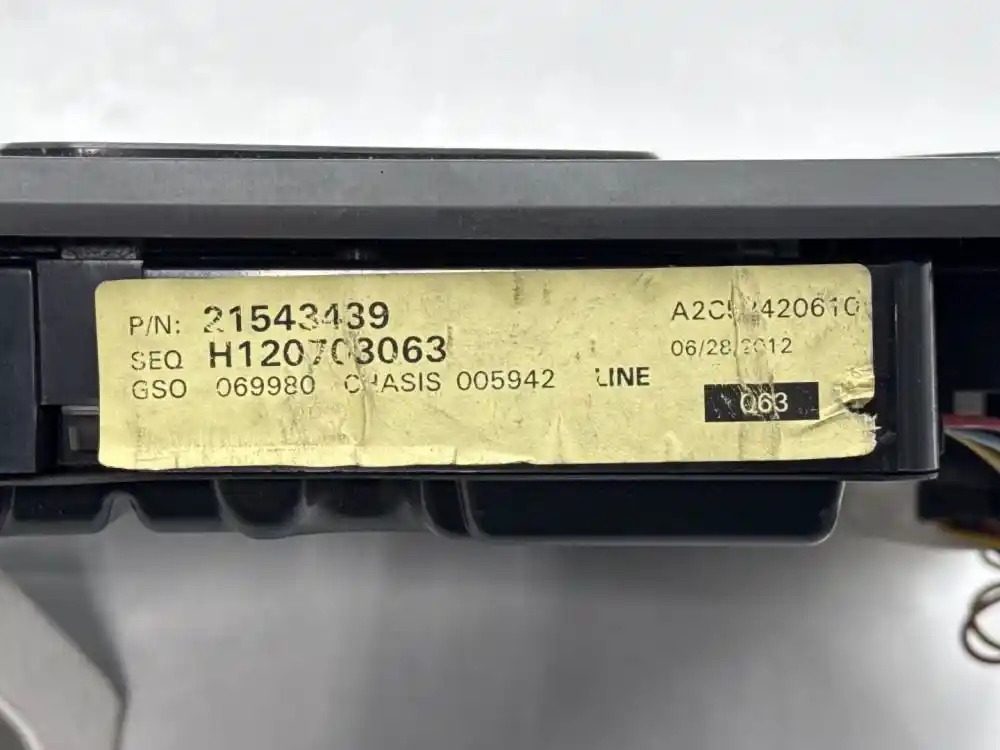 P/N: 21543439
SEQ H120703063
GSO 069980 CHASIS 005942 LINE
06/28/2012
Q63